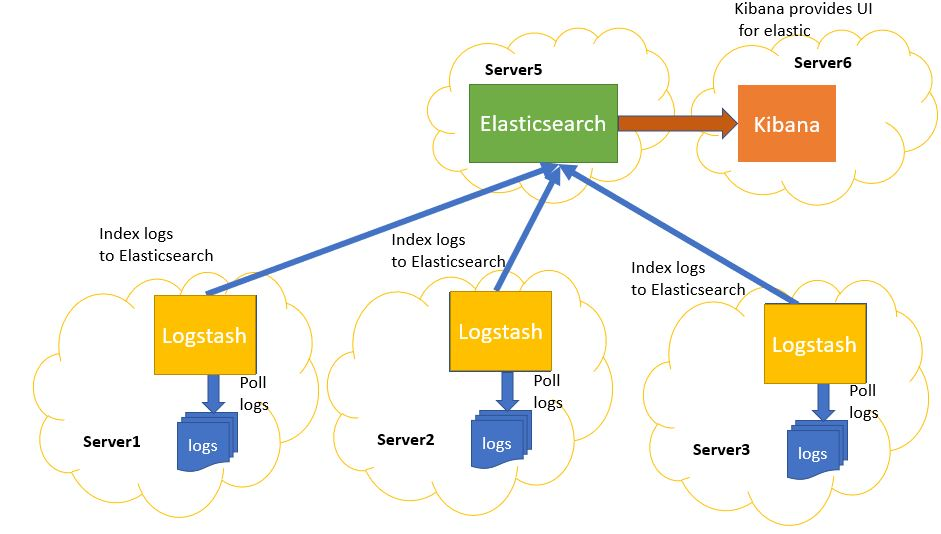 Kibana provides UI
for elastic
Server5
Server6
Elasticsearch
Kibana
Index logs
to Elasticsearch
Index logs
to Elasticsearch
Index logs
to Elasticsearch
Logstash
Logstash
Logstash
Poll
logs
Poll
logs
Poll
logs
Server1
logs
Server2
logs
Server3
logs